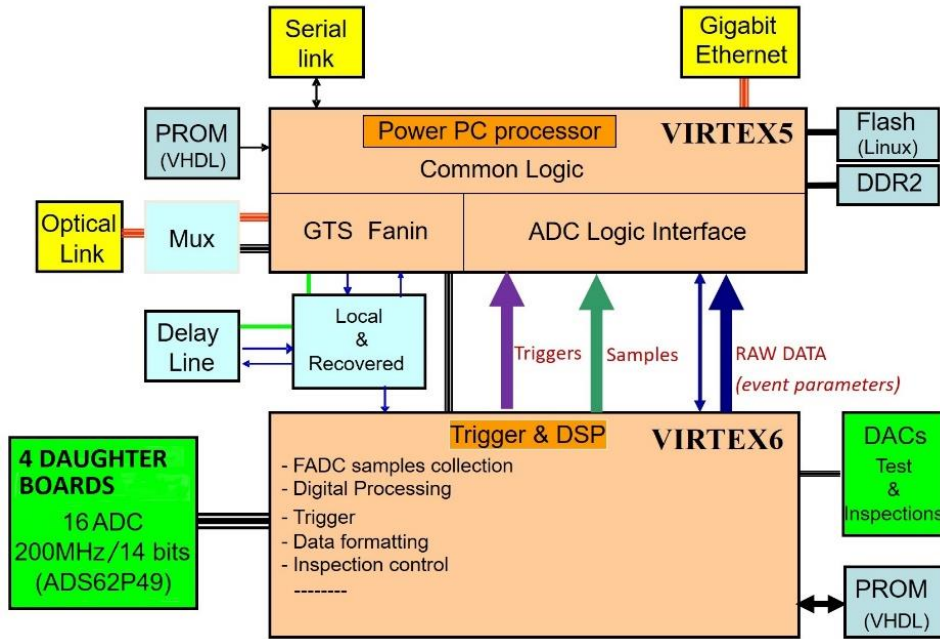 Serial
link
Gigabit
Ethernet
PROM
(VHDL)
Power PC processor
VIRTEX5
Common Logic
Flash
(Linux)
DDR2
Optical
Link
Mux
GTS Fanin
ADC Logic Interface
Delay
Line
Local
&
Recovered
Triggers
Samples
RAW DATA
(event parameters)
4 DAUGHTER
BOARDS
16 ADC
200MHz/14 bits
(ADS62P49)
Trigger & DSP
VIRTEX6
- FADC samples collection
- Digital Processing
- Trigger
- Data formatting
- Inspection control
--------
DACs
Test
&
Inspections
PROM
(VHDL)